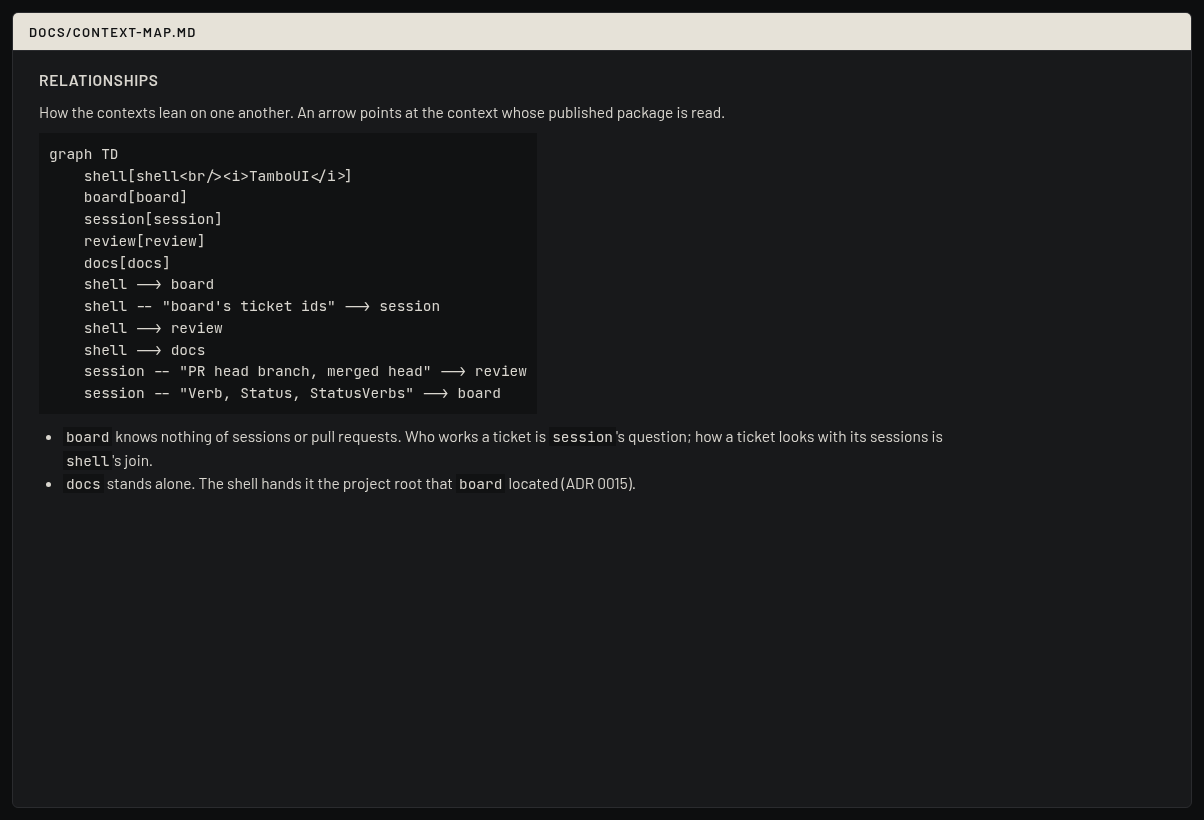 DOCS/CONTEXT-MAP.MD
RELATIONSHIPS
How the contexts lean on one another. An arrow points at the context whose published package is read.
graph TD
    shell[shell<br/><i>TamboUI</i>]
    board[board]
    session[session]
    review[review]
    docs[docs]
    shell --> board
    shell -- "board's ticket ids" --> session
    shell --> review
    shell --> docs
    session -- "PR head branch, merged head" --> review
    session -- "Verb, Status, StatusVerbs" --> board
• board knows nothing of sessions or pull requests. Who works a ticket is session's question; how a ticket looks with its sessions is
shell's join.
• docs stands alone. The shell hands it the project root that board located (ADR 0015).